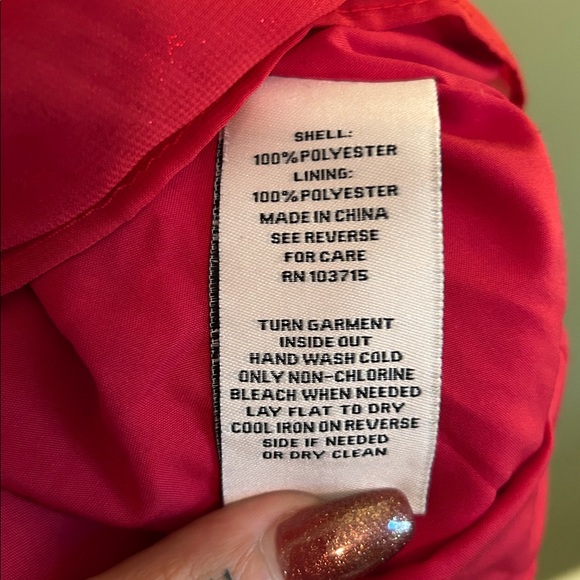 SHELL:
100% POLYESTER
LINING:
100% POLYESTER
MADE IN CHINA
SEE REVERSE
FOR CARE
RN 103715
TURN GARMENT
INSIDE OUT
HAND WASH COLD
ONLY NON-CHLORINE
BLEACH WHEN NEEDED
LAY FLAT TO DRY
COOL IRON ON REVERSE
SIDE IF NEEDED
OR DRY CLEAN